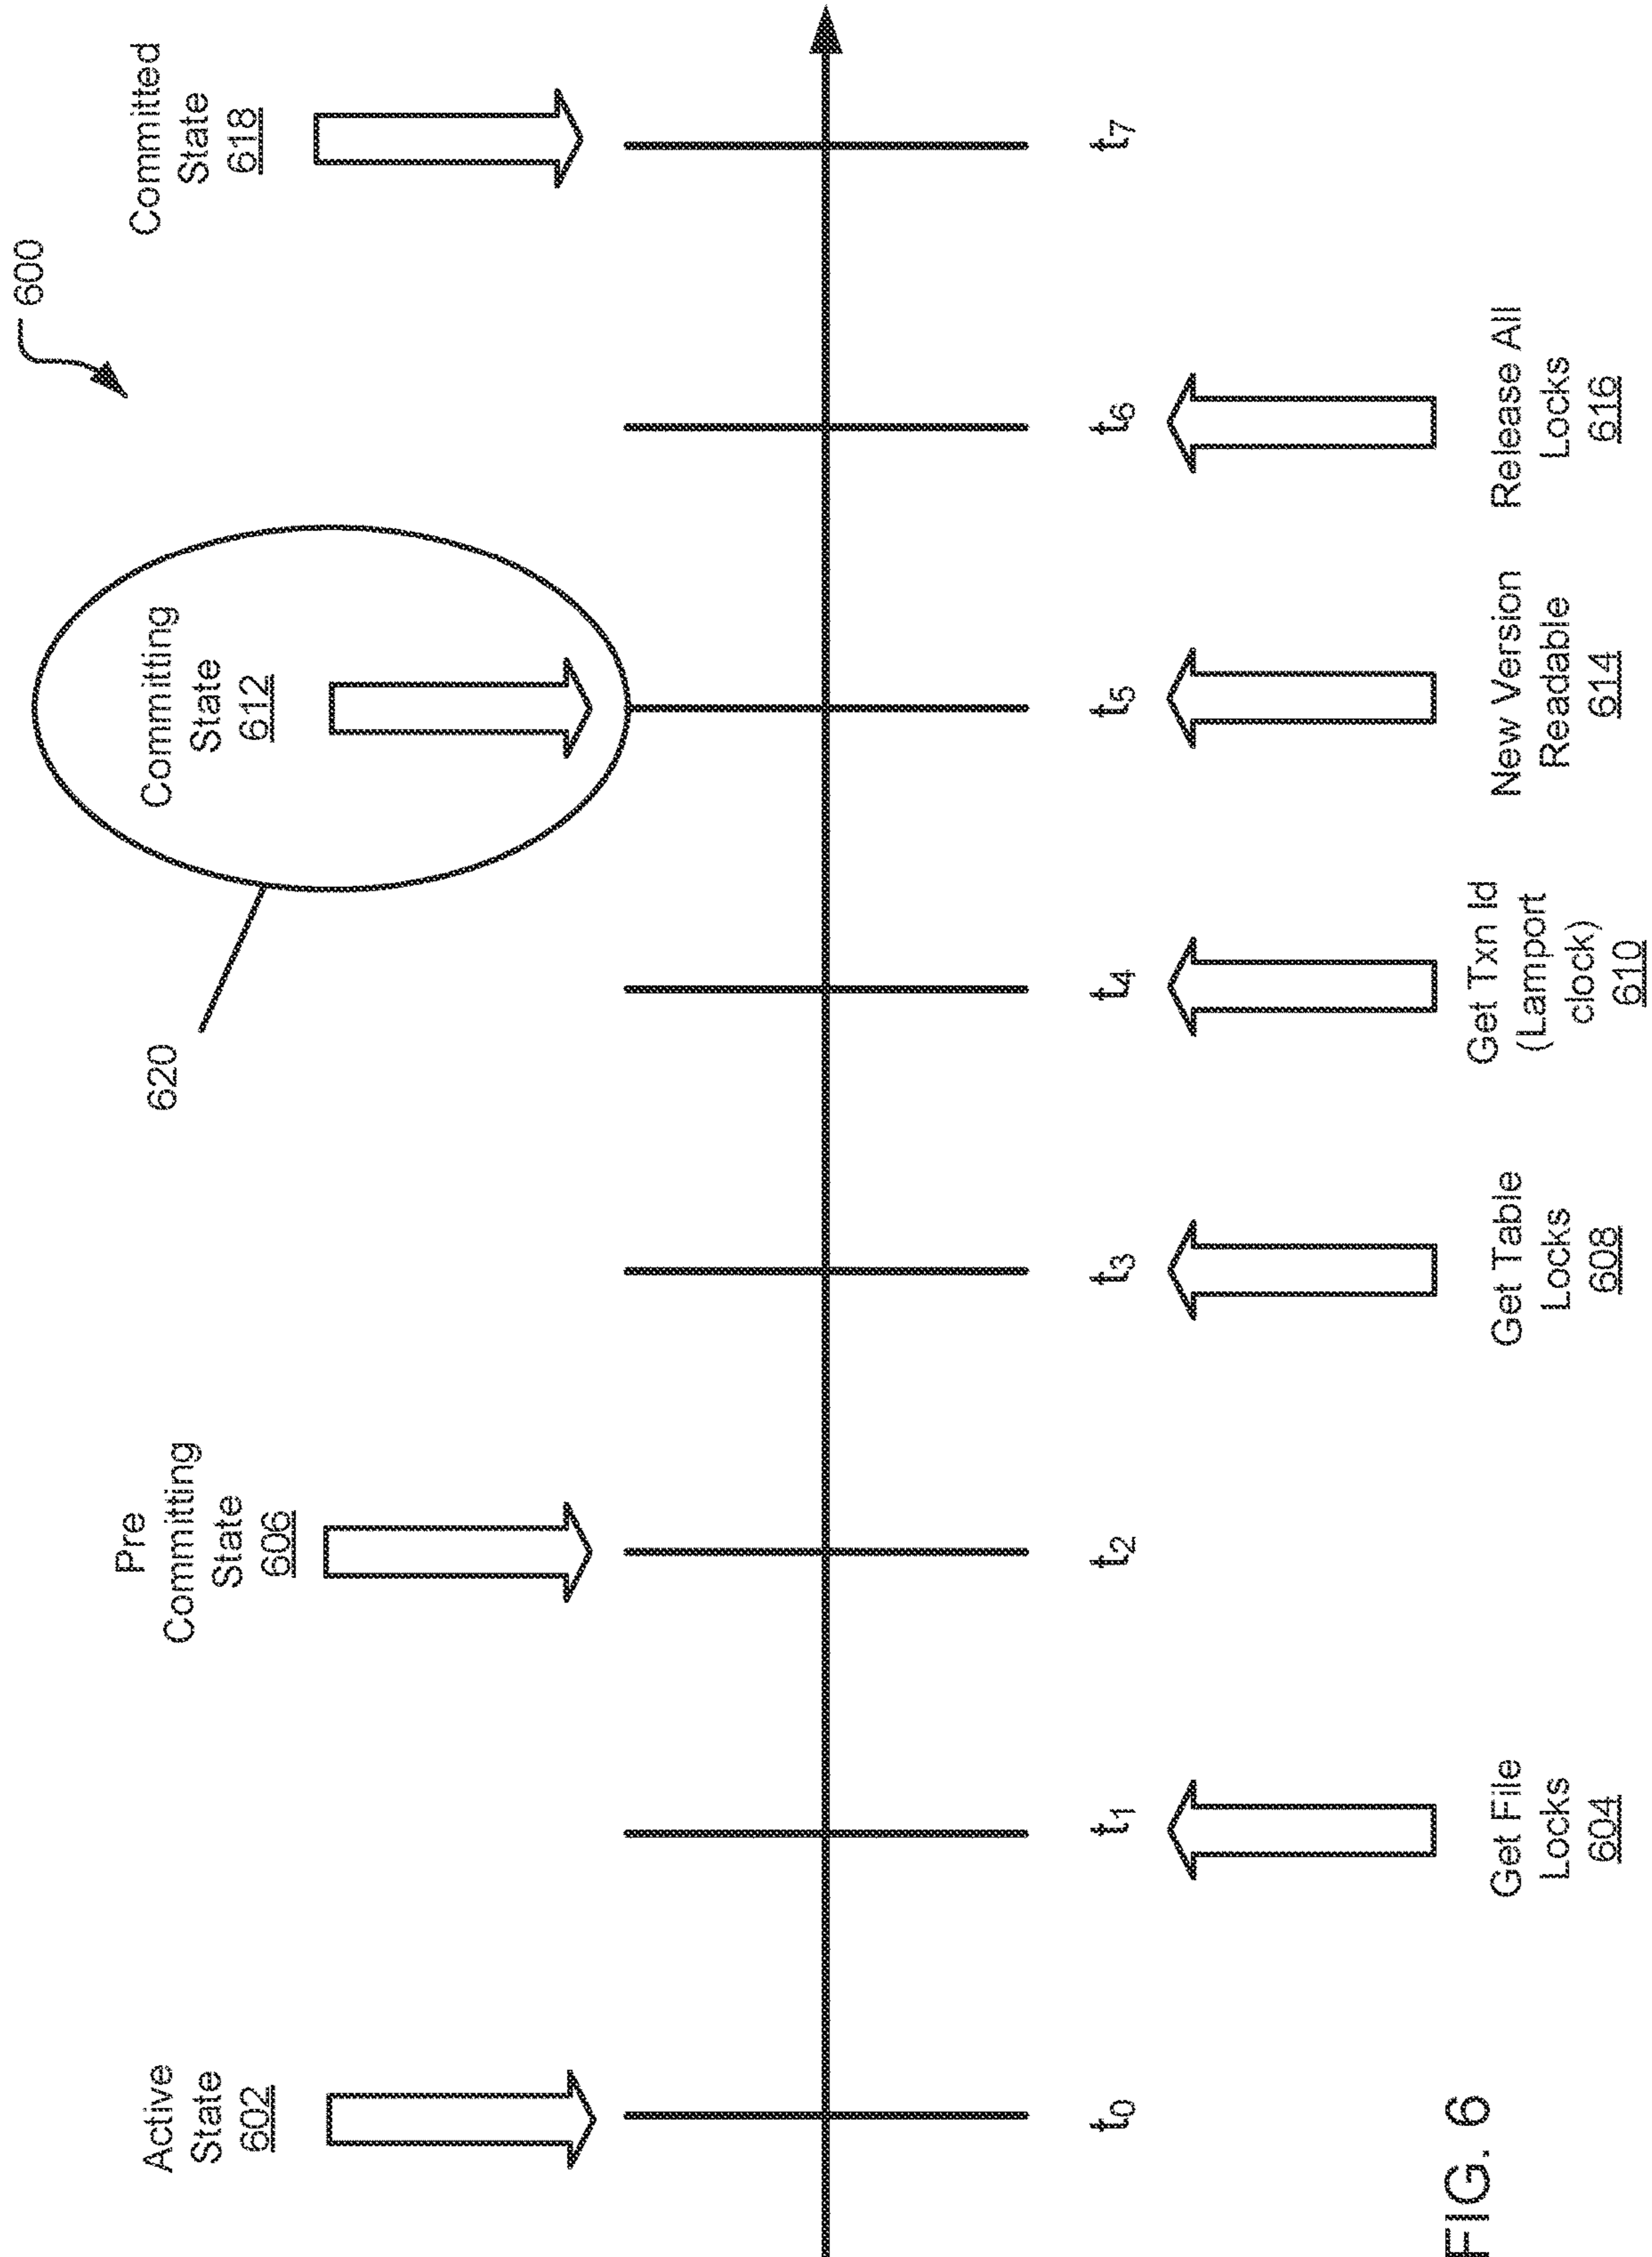 600
Active
State
602
Pre
Committing
State
606
620
Committing
State
612
Committed
State
618
t0
t1
t2
t3
t4
t5
t6
t7
Get File
Locks
604
Get Table
Locks
608
Get Txn Id
(Lamport
clock)
610
New Version
Readable
614
Release All
Locks
616
FIG. 6